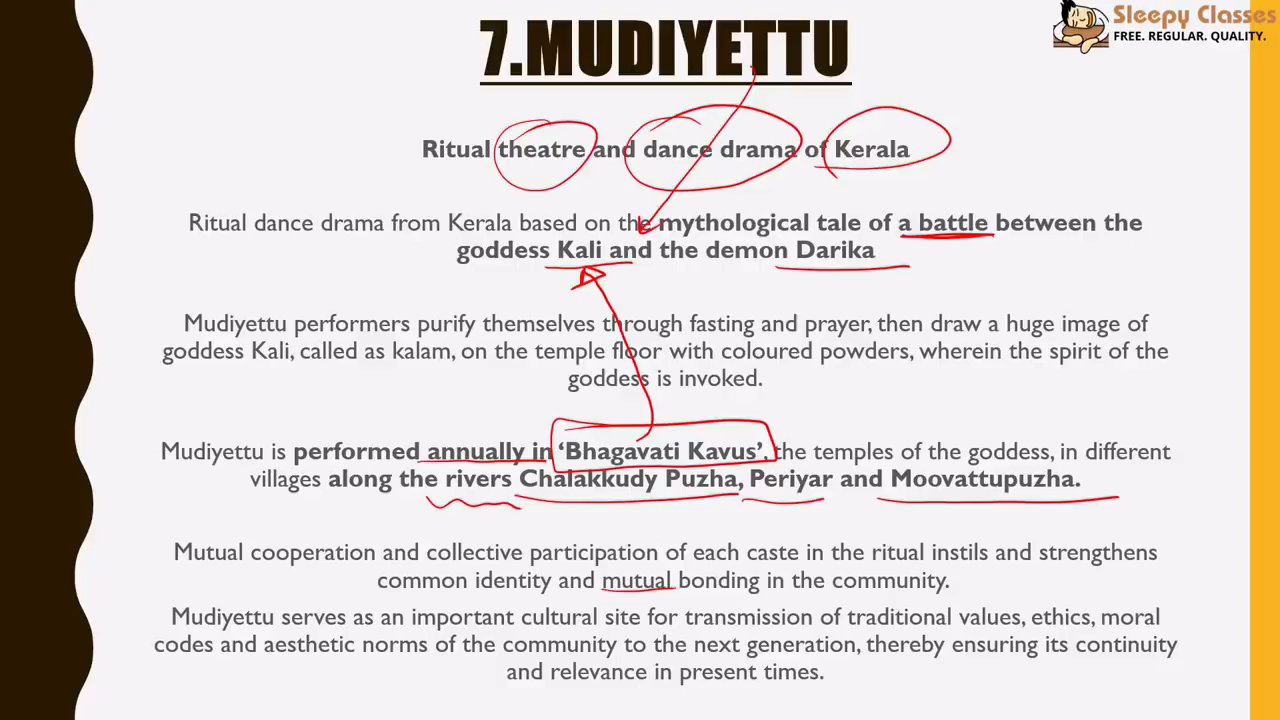 Sleepy Classes
FREE. REGULAR. QUALITY.
7.MUDIYETTU
Ritual theatre and dance drama of Kerala
Ritual dance drama from Kerala based on the mythological tale of a battle between the
goddess Kali and the demon Darika
Mudiyettu performers purify themselves through fasting and prayer, then draw a huge image of
goddess Kali, called as kalam, on the temple floor with coloured powders, wherein the spirit of the
goddess is invoked.
Mudiyettu is performed annually in ‘Bhagavati Kavus’, the temples of the goddess, in different
villages along the rivers Chalakkudy Puzha, Periyar and Moovattupuzha.
Mutual cooperation and collective participation of each caste in the ritual instils and strengthens
common identity and mutual bonding in the community.
Mudiyettu serves as an important cultural site for transmission of traditional values, ethics, moral
codes and aesthetic norms of the community to the next generation, thereby ensuring its continuity
and relevance in present times.